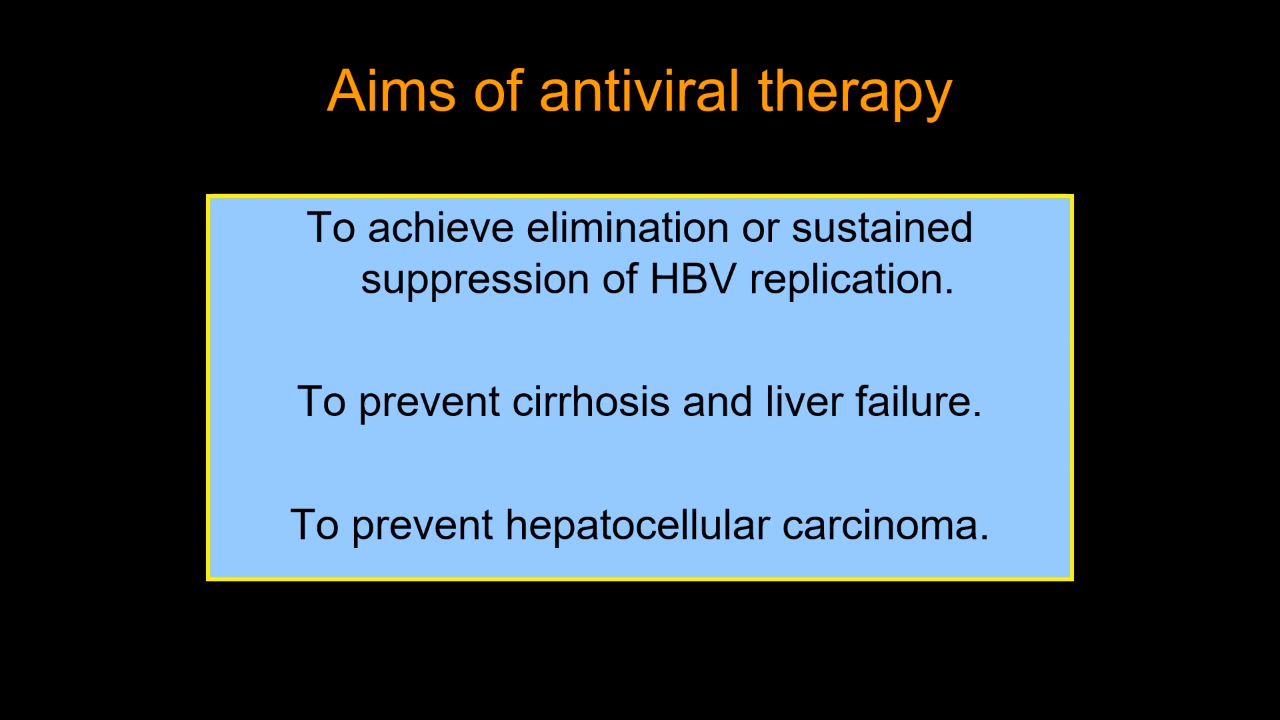 Aims of antiviral therapy
To achieve elimination or sustained
suppression of HBV replication.
To prevent cirrhosis and liver failure.
To prevent hepatocellular carcinoma.